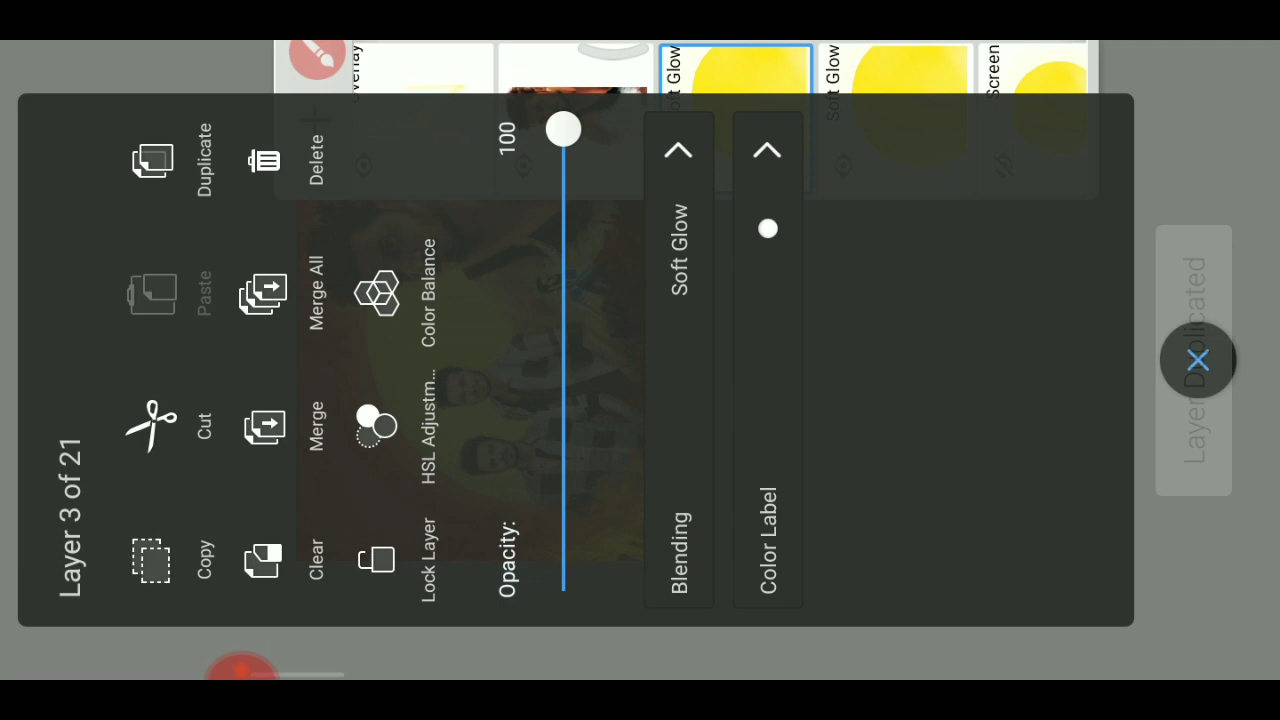 Layer 3 of 21
Copy Cut Paste Duplicate
Clear Merge Merge All Delete
Lock Layer HSL Adjustm... Color Balance
Opacity: 100
Blending Soft Glow
Color Label
Overlay
Soft Glow
Soft Glow
Screen
Layer Duplicated